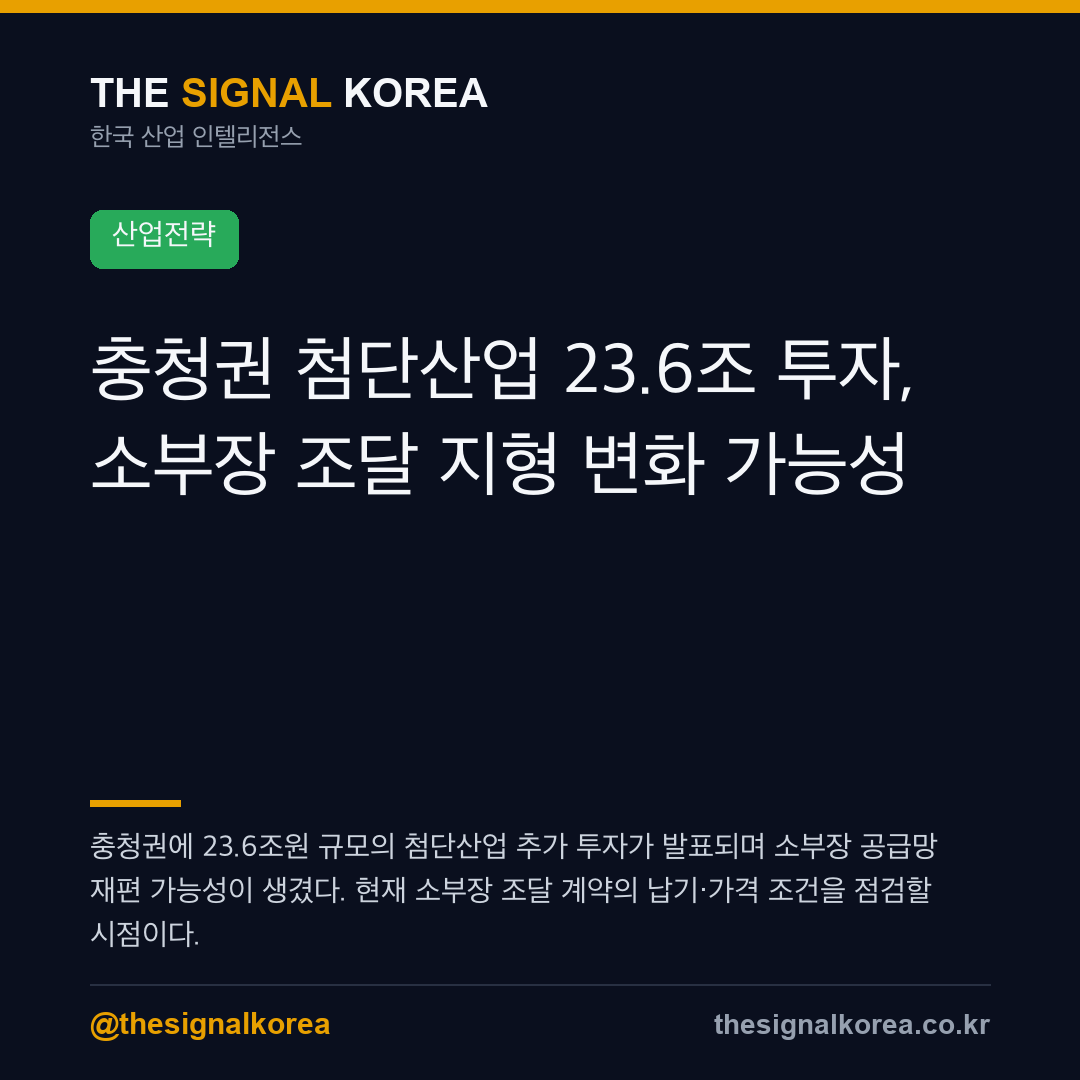 THE SIGNAL KOREA
한국 산업 인텔리전스
산업전략
충청권 첨단산업 23.6조 투자,
소부장 조달 지형 변화 가능성
충청권에 23.6조원 규모의 첨단산업 추가 투자가 발표되며 소부장 공급망
재편 가능성이 생겼다. 현재 소부장 조달 계약의 납기·가격 조건을 점검할
시점이다.
@thesignalkorea
thesignalkorea.co.kr